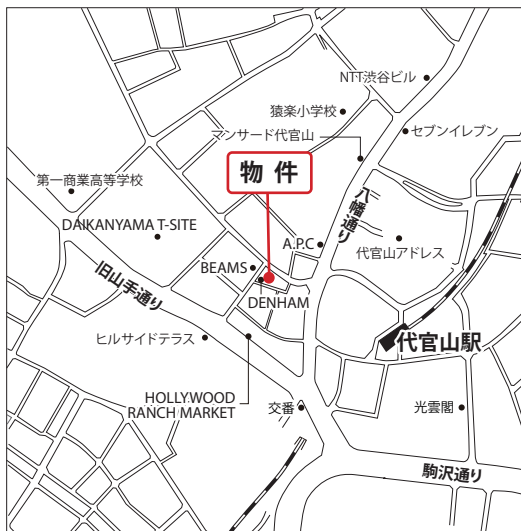 NTT渋谷ビル
猿楽小学校
マンサード代官山
セブンイレブン
物件
第一商業高等学校
八幡通り
DAIKANYAMA T-SITE
A.P.C
代官山アドレス
BEAMS
旧山手通り
DENHAM
ヒルサイドテラス
代官山駅
HOLLYWOOD
RANCH MARKET
交番
光雲閣
駒沢通り